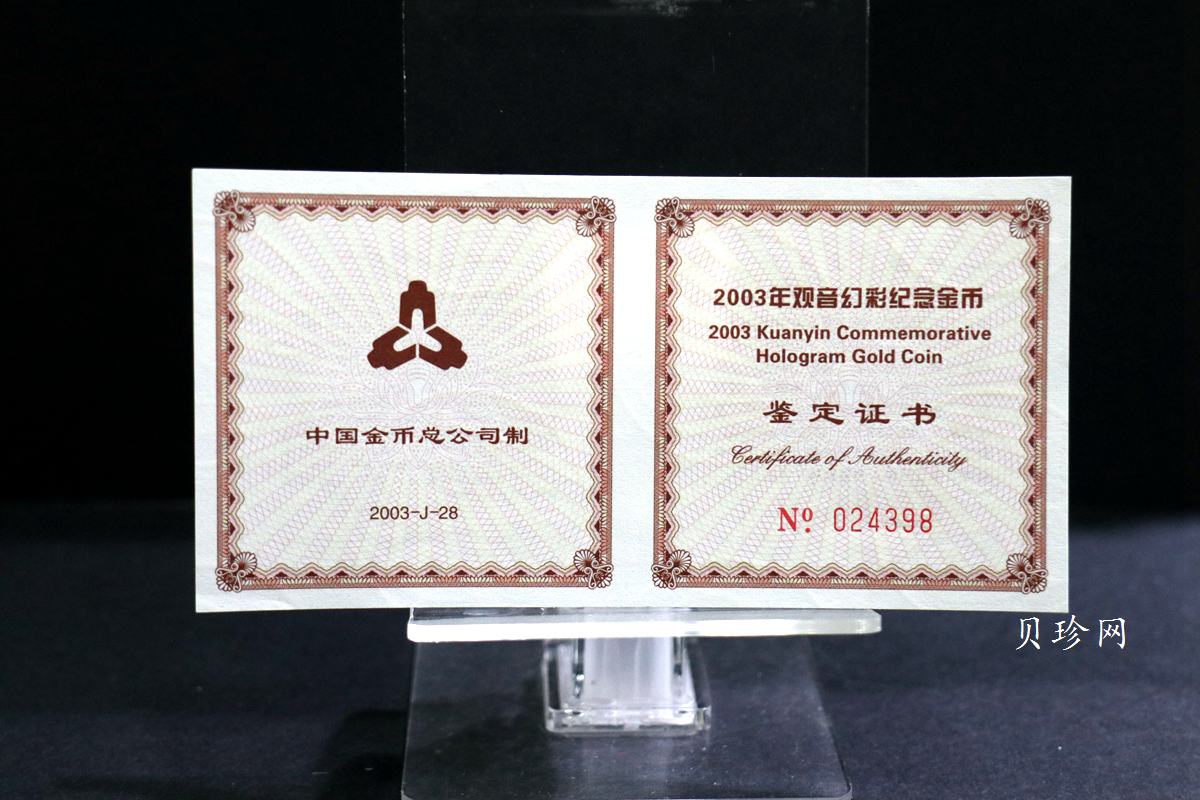 中国金币总公司制
2003-J-28
2003年观音幻彩纪念金币
2003 Kuanyin Commemorative
Hologram Gold Coin
鉴定证书
Certificate of Authenticity
Nº 024398
贝珍网